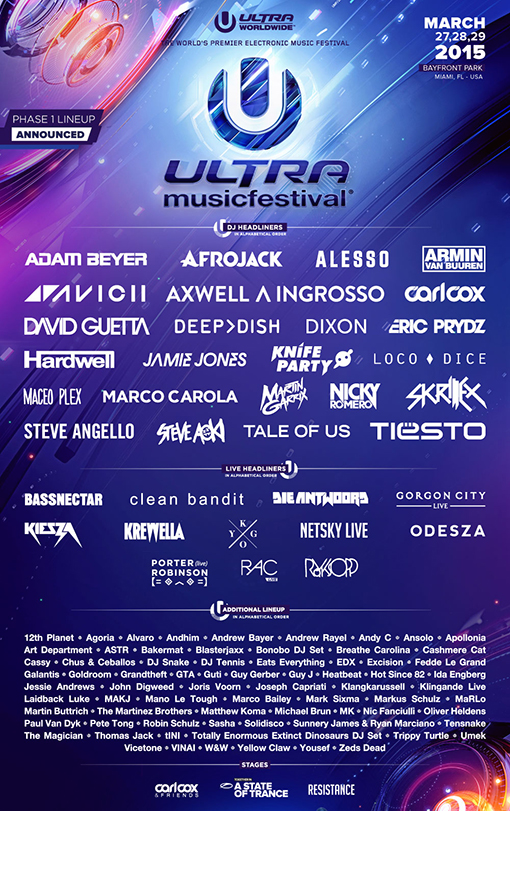 ULTRA
WORLDWIDE™
THE WORLD'S PREMIER ELECTRONIC MUSIC FESTIVAL
MARCH
27,28,29
2015
BAYFRONT PARK
MIAMI, FL - USA
PHASE 1 LINEUP
ANNOUNCED
ULTRA
musicfestival®
DJ HEADLINERS
IN ALPHABETICAL ORDER
ADAM BEYER AFROJACK ALESSO ARMIN VAN BUUREN
AVICII AXWELL Λ INGROSSO carl cox
DAVID GUETTA DEEP>DISH DIXON ERIC PRYDZ
Hardwell JAMIE JONES KNIFE PARTY LOCO ♦ DICE
MACEO PLEX MARCO CAROLA MARTIN GARRIX NICKY ROMERO SKRILLEX
STEVE ANGELLO STEVE AOKI TALE OF US TIËSTO
LIVE HEADLINERS
IN ALPHABETICAL ORDER
BASSNECTAR clean bandit DIE ANTWOORD GORGON CITY LIVE
KIESZA KREWELLA KYGO NETSKY LIVE ODESZA
PORTER (live) ROBINSON RAC RÖYKSOPP
ADDITIONAL LINEUP
IN ALPHABETICAL ORDER
12th Planet • Agoria • Alvaro • Andhim • Andrew Bayer • Andrew Rayel • Andy C • Ansolo • Apollonia
Art Department • ASTR • Bakermat • Blasterjaxx • Bonobo DJ Set • Breathe Carolina • Cashmere Cat
Cassy • Chus & Ceballos • DJ Snake • DJ Tennis • Eats Everything • EDX • Excision • Fedde Le Grand
Galantis • Goldroom • Grandtheft • GTA • Guti • Guy Gerber • Guy J • Heatbeat • Hot Since 82 • Ida Engberg
Jessie Andrews • John Digweed • Joris Voorn • Joseph Capriati • Klangkarussell • Klingande Live
Laidback Luke • MAKJ • Mano Le Tough • Marco Bailey • Mark Sixma • Markus Schulz • MaRLo
Martin Buttrich • The Martinez Brothers • Matthew Koma • Michael Brun • MK • Nic Fanciulli • Oliver Heldens
Paul Van Dyk • Pete Tong • Robin Schulz • Sasha • Solidisco • Sunnery James & Ryan Marciano • Tensnake
The Magician • Thomas Jack • tINI • Totally Enormous Extinct Dinosaurs DJ Set • Trippy Turtle • Umek
Vicetone • VINAI • W&W • Yellow Claw • Yousef • Zeds Dead
STAGES
carl cox & FRIENDS A STATE OF TRANCE RESISTANCE